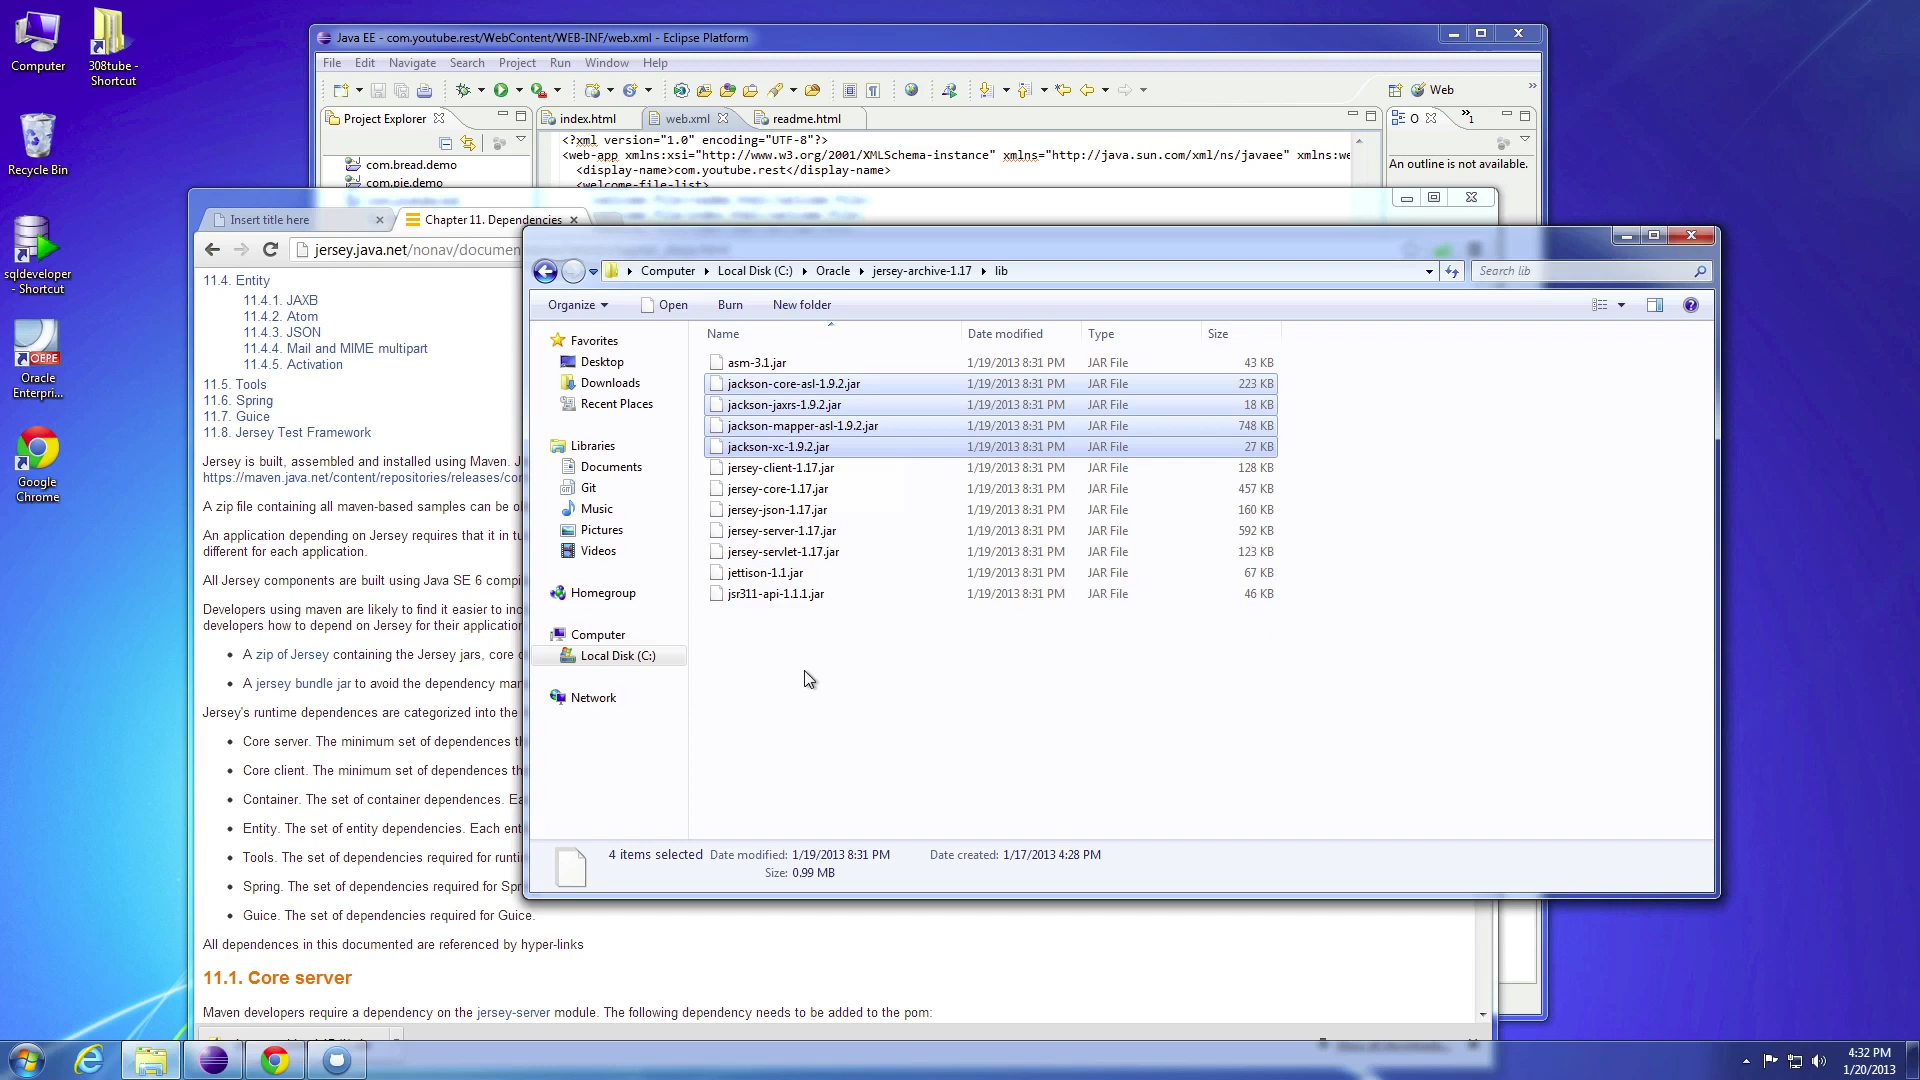 Computer
308tube -
Shortcut
Recycle Bin
sqldeveloper
- Shortcut
OEPE
Oracle
Enterpri...
Google
Chrome
Java EE - com.youtube.rest/WebContent/WEB-INF/web.xml - Eclipse Platform
File Edit Navigate Search Project Run Window Help
Web
Project Explorer
index.html
web.xml
readme.html
O
1
com.bread.demo
com.pie.demo
<?xml version="1.0" encoding="UTF-8"?>
<web-app xmlns:xsi="http://www.w3.org/2001/XMLSchema-instance" xmlns="http://java.sun.com/xml/ns/javaee" xmlns:we
<display-name>com.youtube.rest</display-name>
<welcome-file-list>
An outline is not available.
Insert title here
Chapter 11. Dependencies
jersey.java.net/nonav/documen
11.4. Entity
11.4.1. JAXB
11.4.2. Atom
11.4.3. JSON
11.4.4. Mail and MIME multipart
11.4.5. Activation
11.5. Tools
11.6. Spring
11.7. Guice
11.8. Jersey Test Framework
Jersey is built, assembled and installed using Maven. J
https://maven.java.net/content/repositories/releases/co
A zip file containing all maven-based samples can be o
An application depending on Jersey requires that it in tu
different for each application.
All Jersey components are built using Java SE 6 compi
Developers using maven are likely to find it easier to inc
developers how to depend on Jersey for their application
• A zip of Jersey containing the Jersey jars, core d
• A jersey bundle jar to avoid the dependency mar
Jersey's runtime dependences are categorized into the
• Core server. The minimum set of dependences t
• Core client. The minimum set of dependences th
• Container. The set of container dependences. Ea
• Entity. The set of entity dependencies. Each ent
• Tools. The set of dependencies required for runti
• Spring. The set of dependencies required for Spr
• Guice. The set of dependencies required for Guice.
All dependences in this documented are referenced by hyper-links
11.1. Core server
Maven developers require a dependency on the jersey-server module. The following dependency needs to be added to the pom:
Computer Local Disk (C:) Oracle jersey-archive-1.17 lib
Search lib
Organize Open Burn New folder
Favorites
Desktop
Downloads
Recent Places
Libraries
Documents
Git
Music
Pictures
Videos
Homegroup
Computer
Local Disk (C:)
Network
Name Date modified Type Size
asm-3.1.jar 1/19/2013 8:31 PM JAR File 43 KB
jackson-core-asl-1.9.2.jar 1/19/2013 8:31 PM JAR File 223 KB
jackson-jaxrs-1.9.2.jar 1/19/2013 8:31 PM JAR File 18 KB
jackson-mapper-asl-1.9.2.jar 1/19/2013 8:31 PM JAR File 748 KB
jackson-xc-1.9.2.jar 1/19/2013 8:31 PM JAR File 27 KB
jersey-client-1.17.jar 1/19/2013 8:31 PM JAR File 128 KB
jersey-core-1.17.jar 1/19/2013 8:31 PM JAR File 457 KB
jersey-json-1.17.jar 1/19/2013 8:31 PM JAR File 160 KB
jersey-server-1.17.jar 1/19/2013 8:31 PM JAR File 592 KB
jersey-servlet-1.17.jar 1/19/2013 8:31 PM JAR File 123 KB
jettison-1.1.jar 1/19/2013 8:31 PM JAR File 67 KB
jsr311-api-1.1.1.jar 1/19/2013 8:31 PM JAR File 46 KB
4 items selected Date modified: 1/19/2013 8:31 PM Date created: 1/17/2013 4:28 PM
Size: 0.99 MB
4:32 PM
1/20/2013